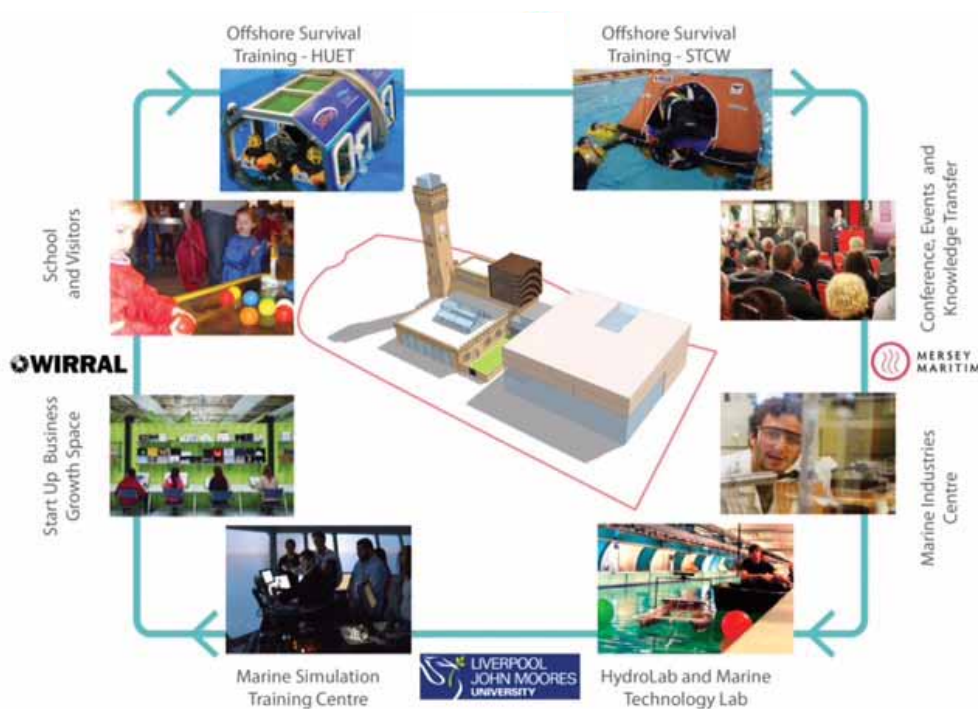 Offshore Survival
Training - HUET
Offshore Survival
Training - STCW
School
and Visitors
Conference, Events and
Knowledge Transfer
WIRRAL
MERSEY
MARITIM
Start Up Business
Growth Space
Marine Industries
Centre
Marine Simulation
Training Centre
LIVERPOOL
JOHN MOORES
UNIVERSITY
HydroLab and Marine
Technology Lab